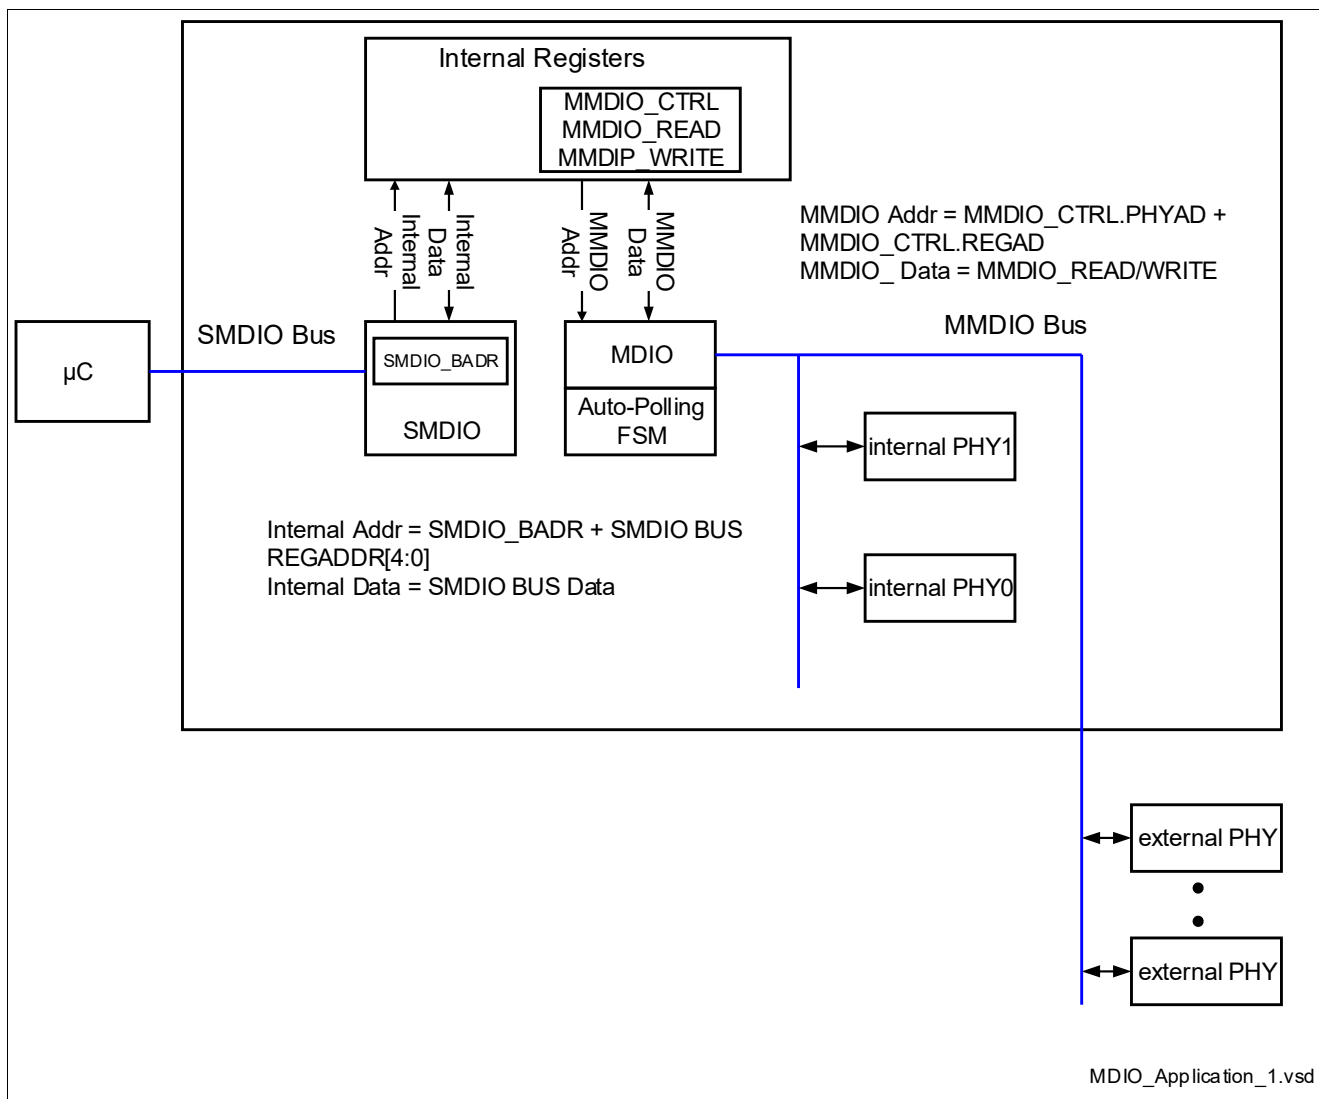 Internal Registers
MMDIO_CTRL
MMDIO_READ
MMDIP_WRITE
Internal
Addr
Internal
Data
MMDIO
Addr
MMDIO
Data
MMDIO Addr = MMDIO_CTRL.PHYAD +
MMDIO_CTRL.REGAD
MMDIO_ Data = MMDIO_READ/WRITE
SMDIO Bus
MMDIO Bus
µC
SMDIO_BADR
SMDIO
MDIO
Auto-Polling
FSM
internal PHY1
Internal Addr = SMDIO_BADR + SMDIO BUS
REGADDR[4:0]
Internal Data = SMDIO BUS Data
internal PHY0
external PHY
external PHY
MDIO_Application_1.vsd